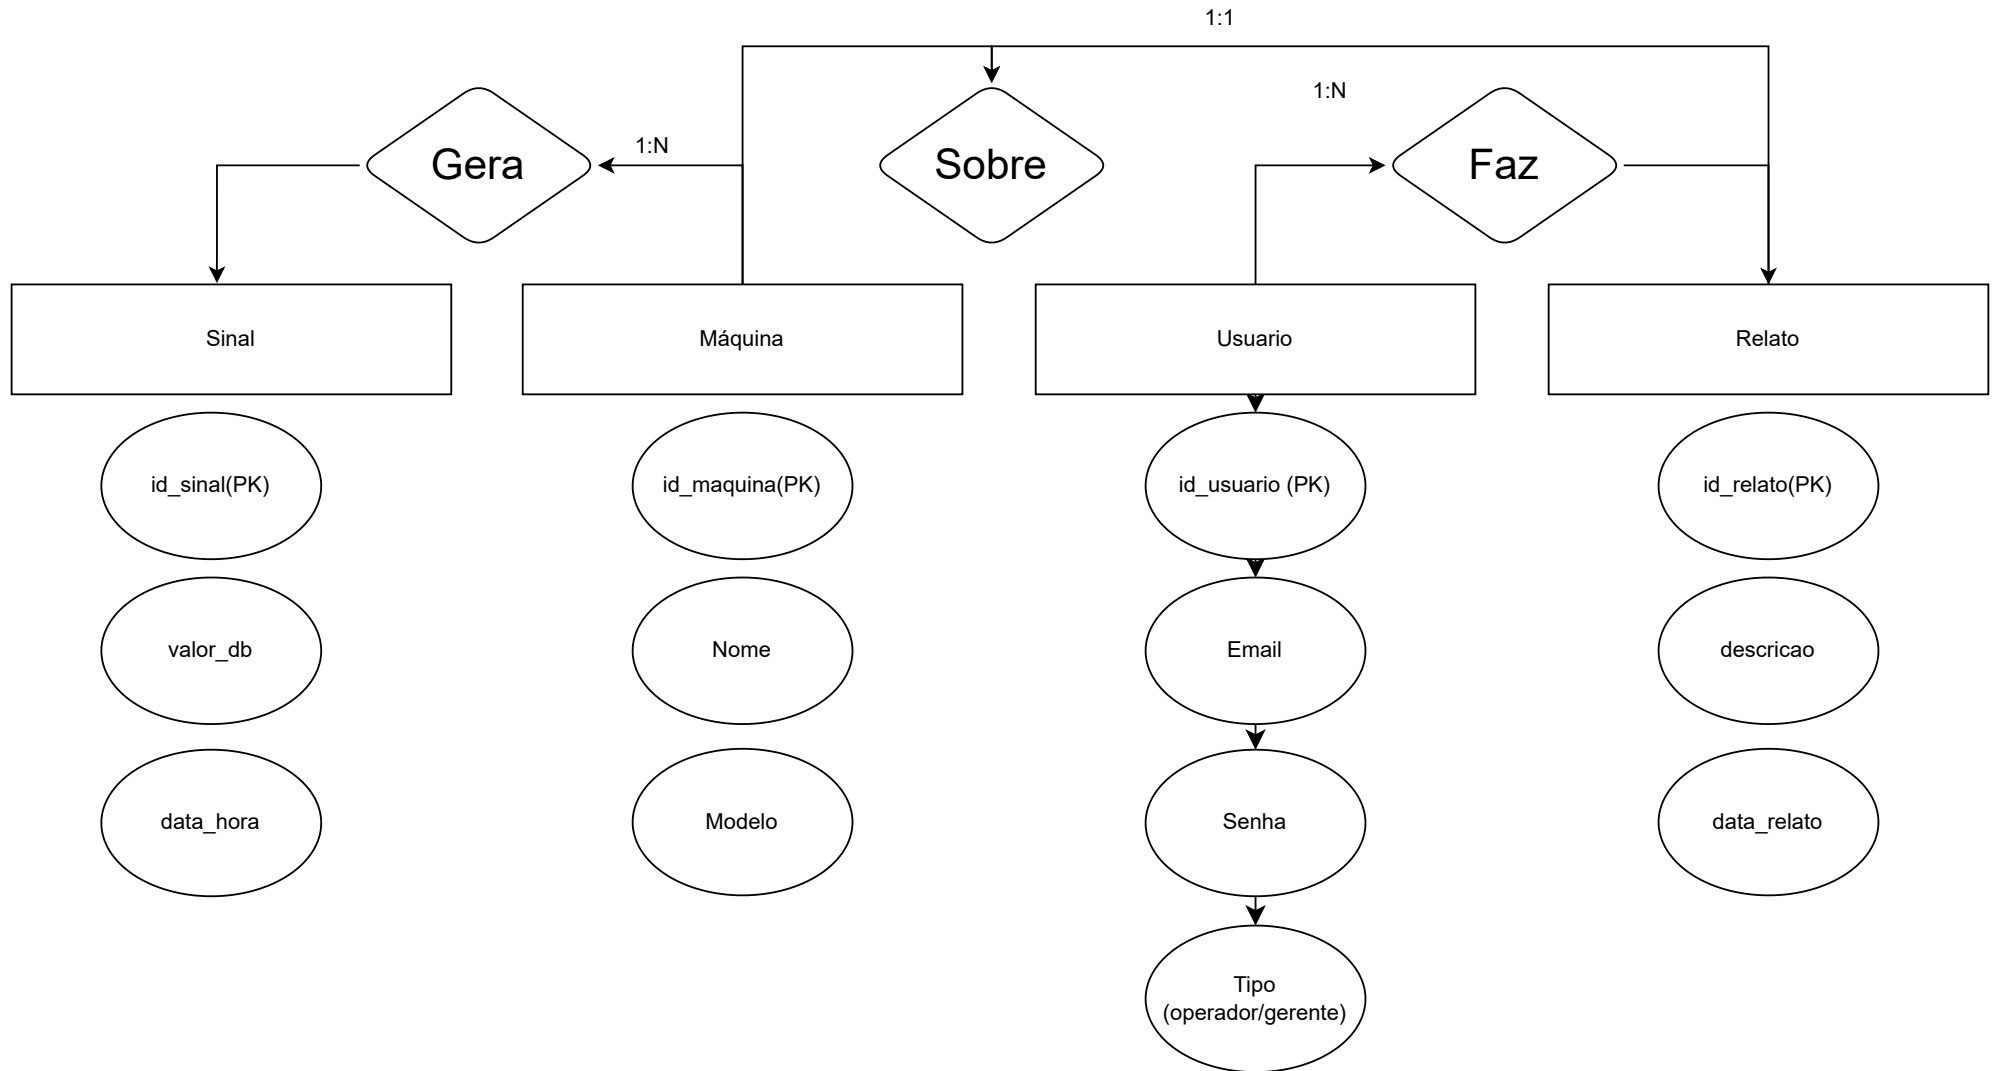 1:1
1:N
1:N
Gera
Sobre
Faz
Sinal
Máquina
Usuario
Relato
id_sinal(PK)
id_maquina(PK)
id_usuario (PK)
id_relato(PK)
valor_db
Nome
Email
descricao
data_hora
Modelo
Senha
data_relato
Tipo
(operador/gerente)